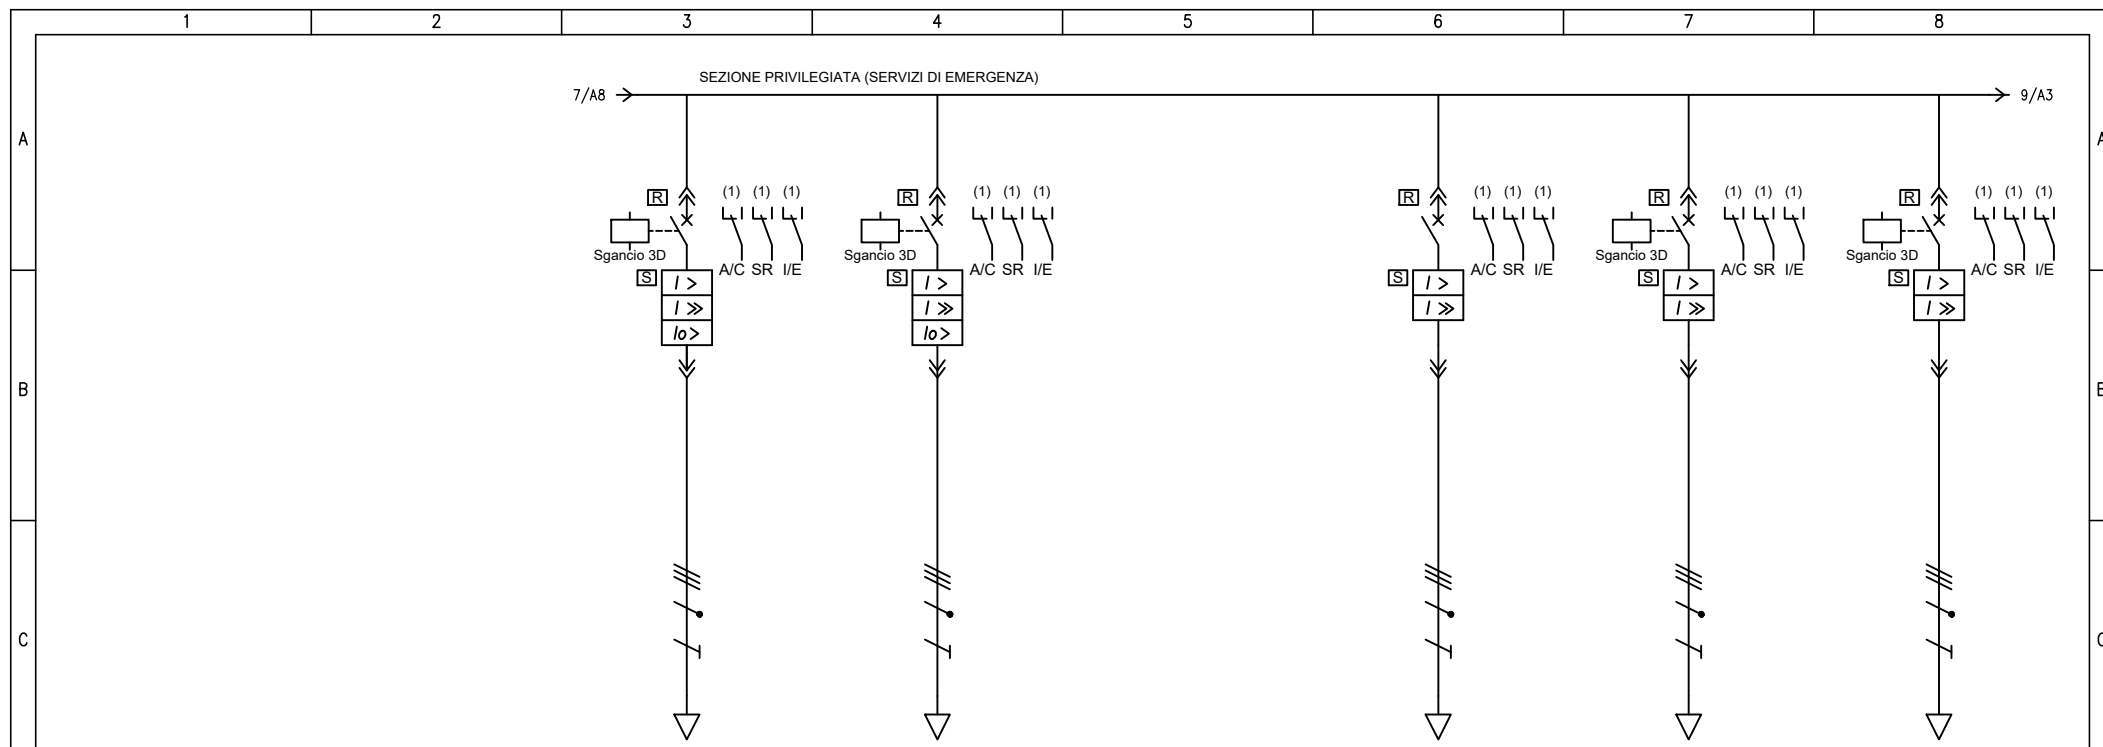 1 2 3 4 5 6 7 8
SEZIONE PRIVILEGIATA (SERVIZI DI EMERGENZA)
7/A8 9/A3
A A
R (1) (1) (1) R (1) (1) (1) R (1) (1) (1) R (1) (1) (1) R (1) (1) (1)
Sgancio 3D Sgancio 3D Sgancio 3D Sgancio 3D
A/C SR I/E A/C SR I/E A/C SR I/E A/C SR I/E A/C SR I/E
S I > S I > S I > S I > S I >
I >> I >> I >> I >> I >>
Io> Io>
B
C